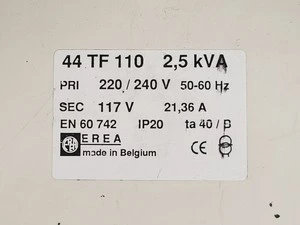 44 TF 110 2,5 kVA
PRI 220 / 240 V 50-60 Hz
SEC 117 V 21,36 A
EN 60 742 IP20 ta 40 / B
EREA
made in Belgium
CE